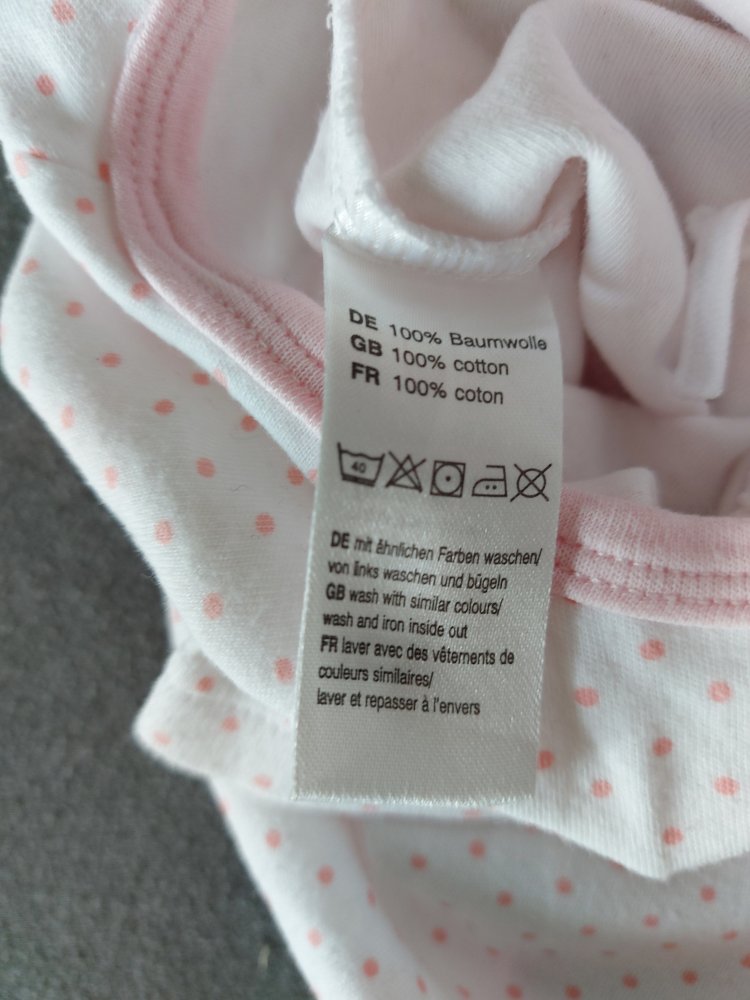 DE 100% Baumwolle
GB 100% cotton
FR 100% coton
40
DE mit ähnlichen Farben waschen/
von links waschen und bügeln
GB wash with similar colours/
wash and iron inside out
FR laver avec des vêtements de
couleurs similaires/
laver et repasser à l'envers